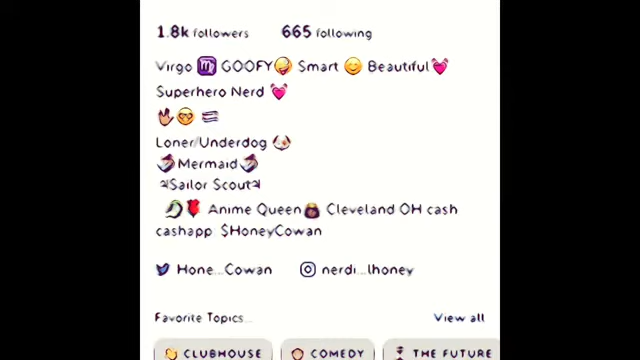 1.8k followers 665 following
Virgo ♍ GOOFY🤪 Smart 😊 Beautiful💓
Superhero Nerd 💓
Loner/Underdog 🐶
Mermaid
♃Sailor Scout♃
🌹 Anime Queen Cleveland OH cash
cashapp $HoneyCowan
Hone...Cowan nerdi...lhoney
Favorite Topics... View all
👋 CLUBHOUSE COMEDY THE FUTURE